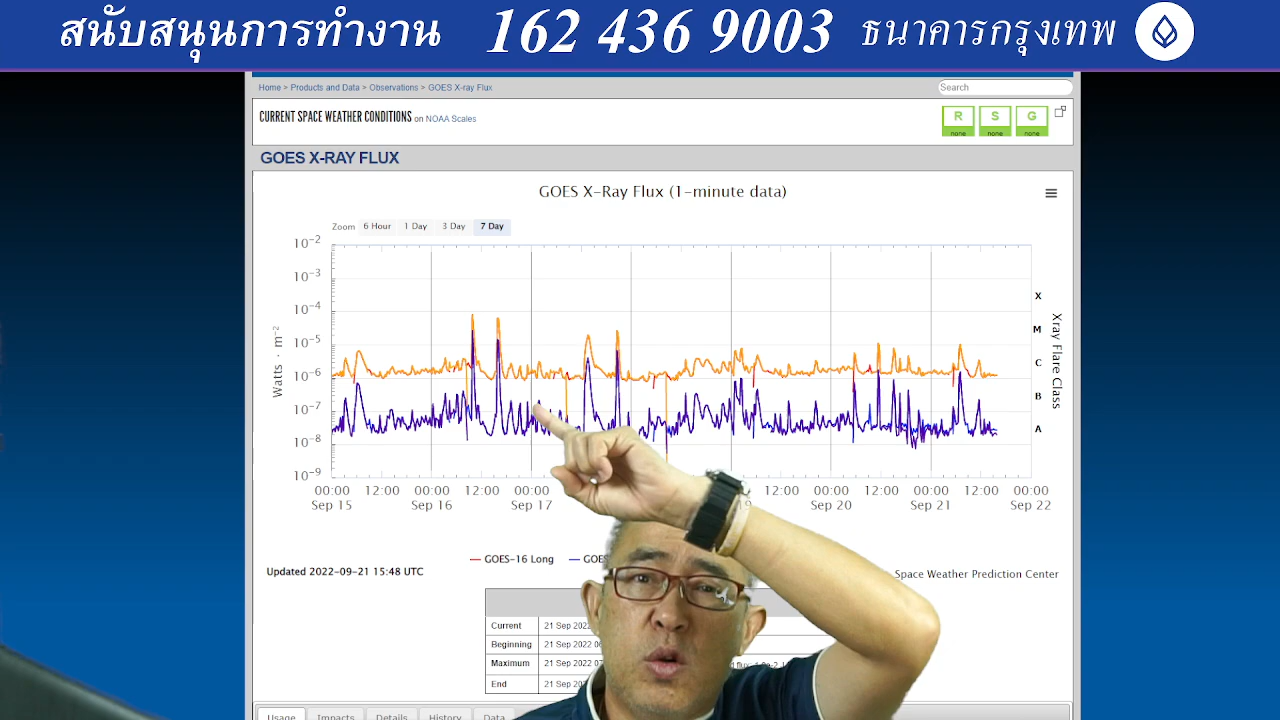 สนับสนุนการทำงาน 162 436 9003 ธนาคารกรุงเทพ
Home > Products and Data > Observations > GOES X-ray Flux
Search
CURRENT SPACE WEATHER CONDITIONS on NOAA Scales
R S G
none none none
GOES X-RAY FLUX
GOES X-Ray Flux (1-minute data)
Zoom 6 Hour 1 Day 3 Day 7 Day
10⁻²
10⁻³
10⁻⁴
10⁻⁵
10⁻⁶
10⁻⁷
10⁻⁸
10⁻⁹
Watts · m⁻²
X
M
C
B
A
Xray Flare Class
00:00 12:00 00:00 12:00 00:00 12:00 00:00 12:00 00:00 12:00 00:00
Sep 15 Sep 16 Sep 17 Sep 20 Sep 21 Sep 22
GOES-16 Long
Updated 2022-09-21 15:48 UTC
Space Weather Prediction Center
Current 21 Sep 2022
Beginning 21 Sep 2022
Maximum 21 Sep 2022
End 21 Sep
Usage Impacts Details History Data